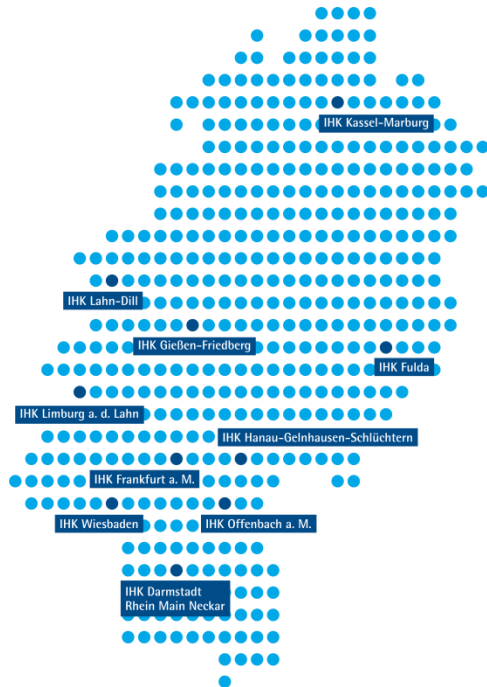 IHK Kassel-Marburg
IHK Lahn-Dill
IHK Gießen-Friedberg
IHK Fulda
IHK Limburg a. d. Lahn
IHK Hanau-Gelnhausen-Schlüchtern
IHK Frankfurt a. M.
IHK Wiesbaden
IHK Offenbach a. M.
IHK Darmstadt
Rhein Main Neckar